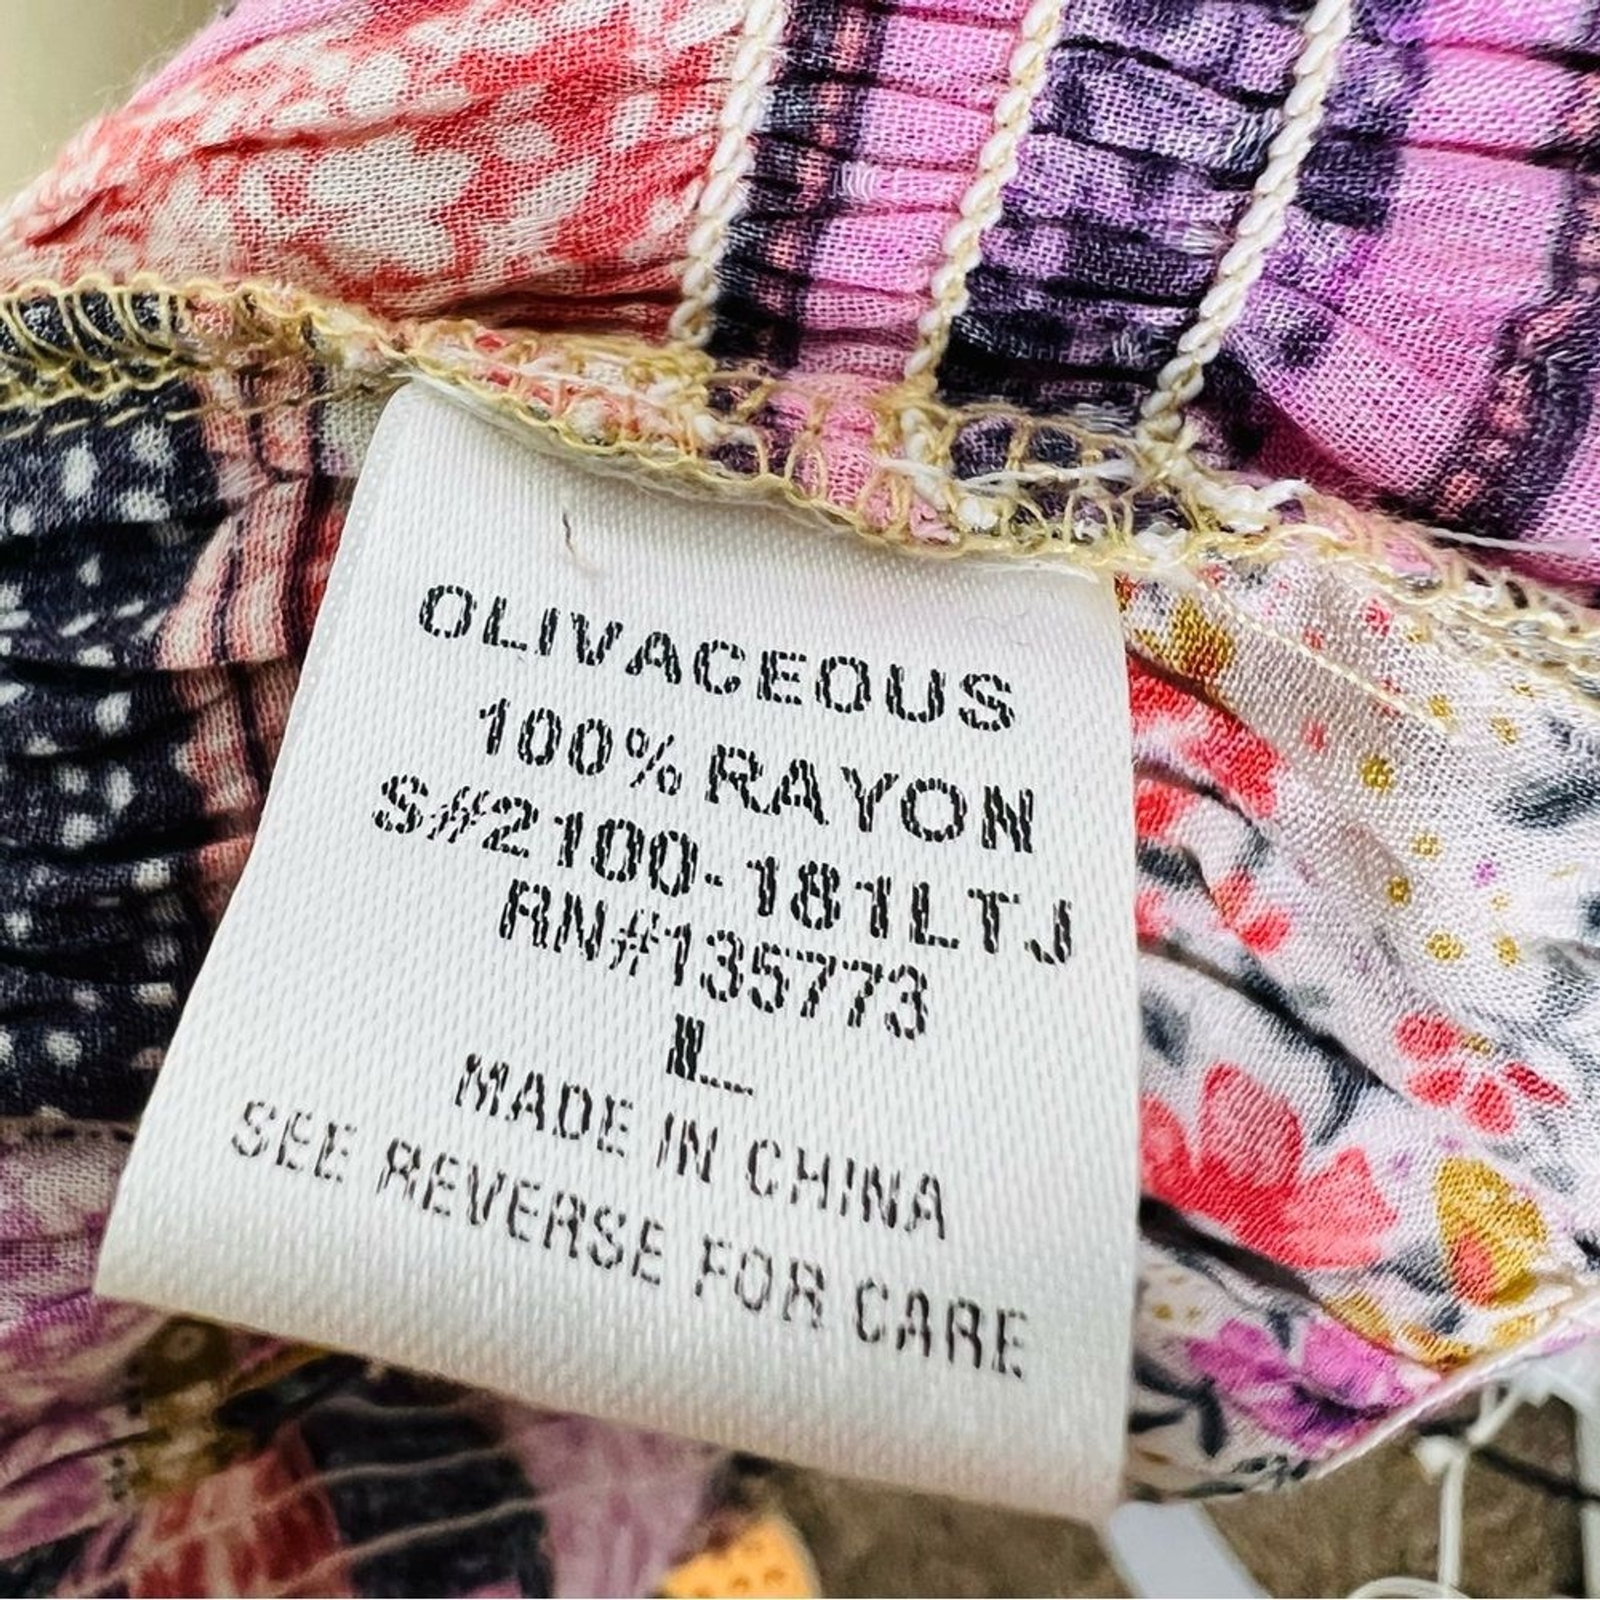 OLIVACEOUS
100% RAYON
S#2100-181LTJ
RN#135773
L
MADE IN CHINA
SEE REVERSE FOR CARE